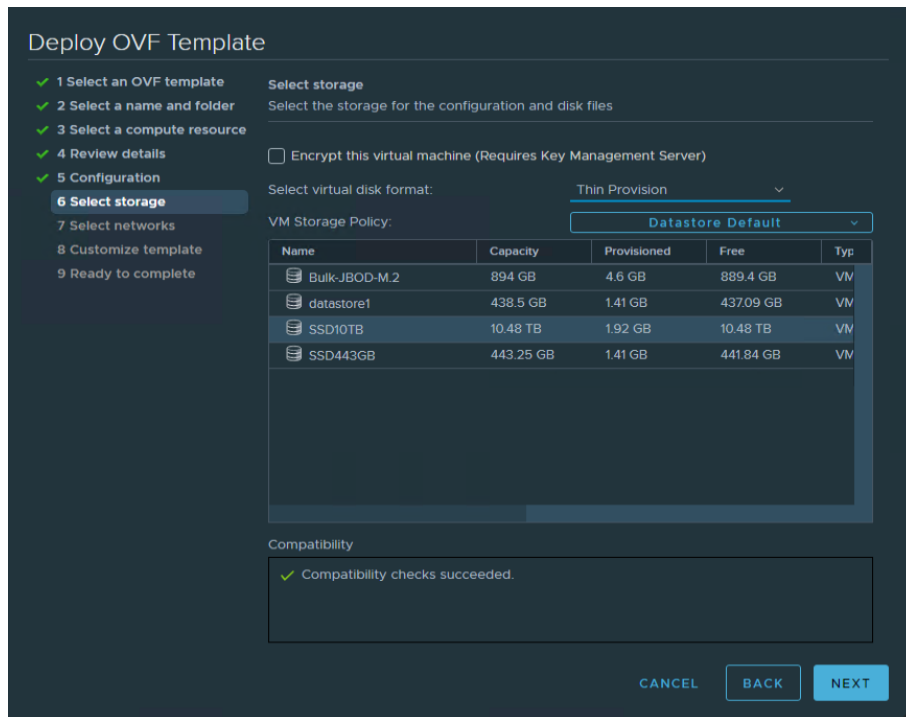 Deploy OVF Template
1 Select an OVF template
2 Select a name and folder
3 Select a compute resource
4 Review details
5 Configuration
6 Select storage
7 Select networks
8 Customize template
9 Ready to complete
Select storage
Select the storage for the configuration and disk files
Encrypt this virtual machine (Requires Key Management Server)
Select virtual disk format: Thin Provision
VM Storage Policy: Datastore Default
Name Capacity Provisioned Free Typ
Bulk-JBOD-M.2 894 GB 4.6 GB 889.4 GB VM
datastore1 438.5 GB 1.41 GB 437.09 GB VM
SSD10TB 10.48 TB 1.92 GB 10.48 TB VM
SSD443GB 443.25 GB 1.41 GB 441.84 GB VM
Compatibility
Compatibility checks succeeded.
CANCEL BACK NEXT